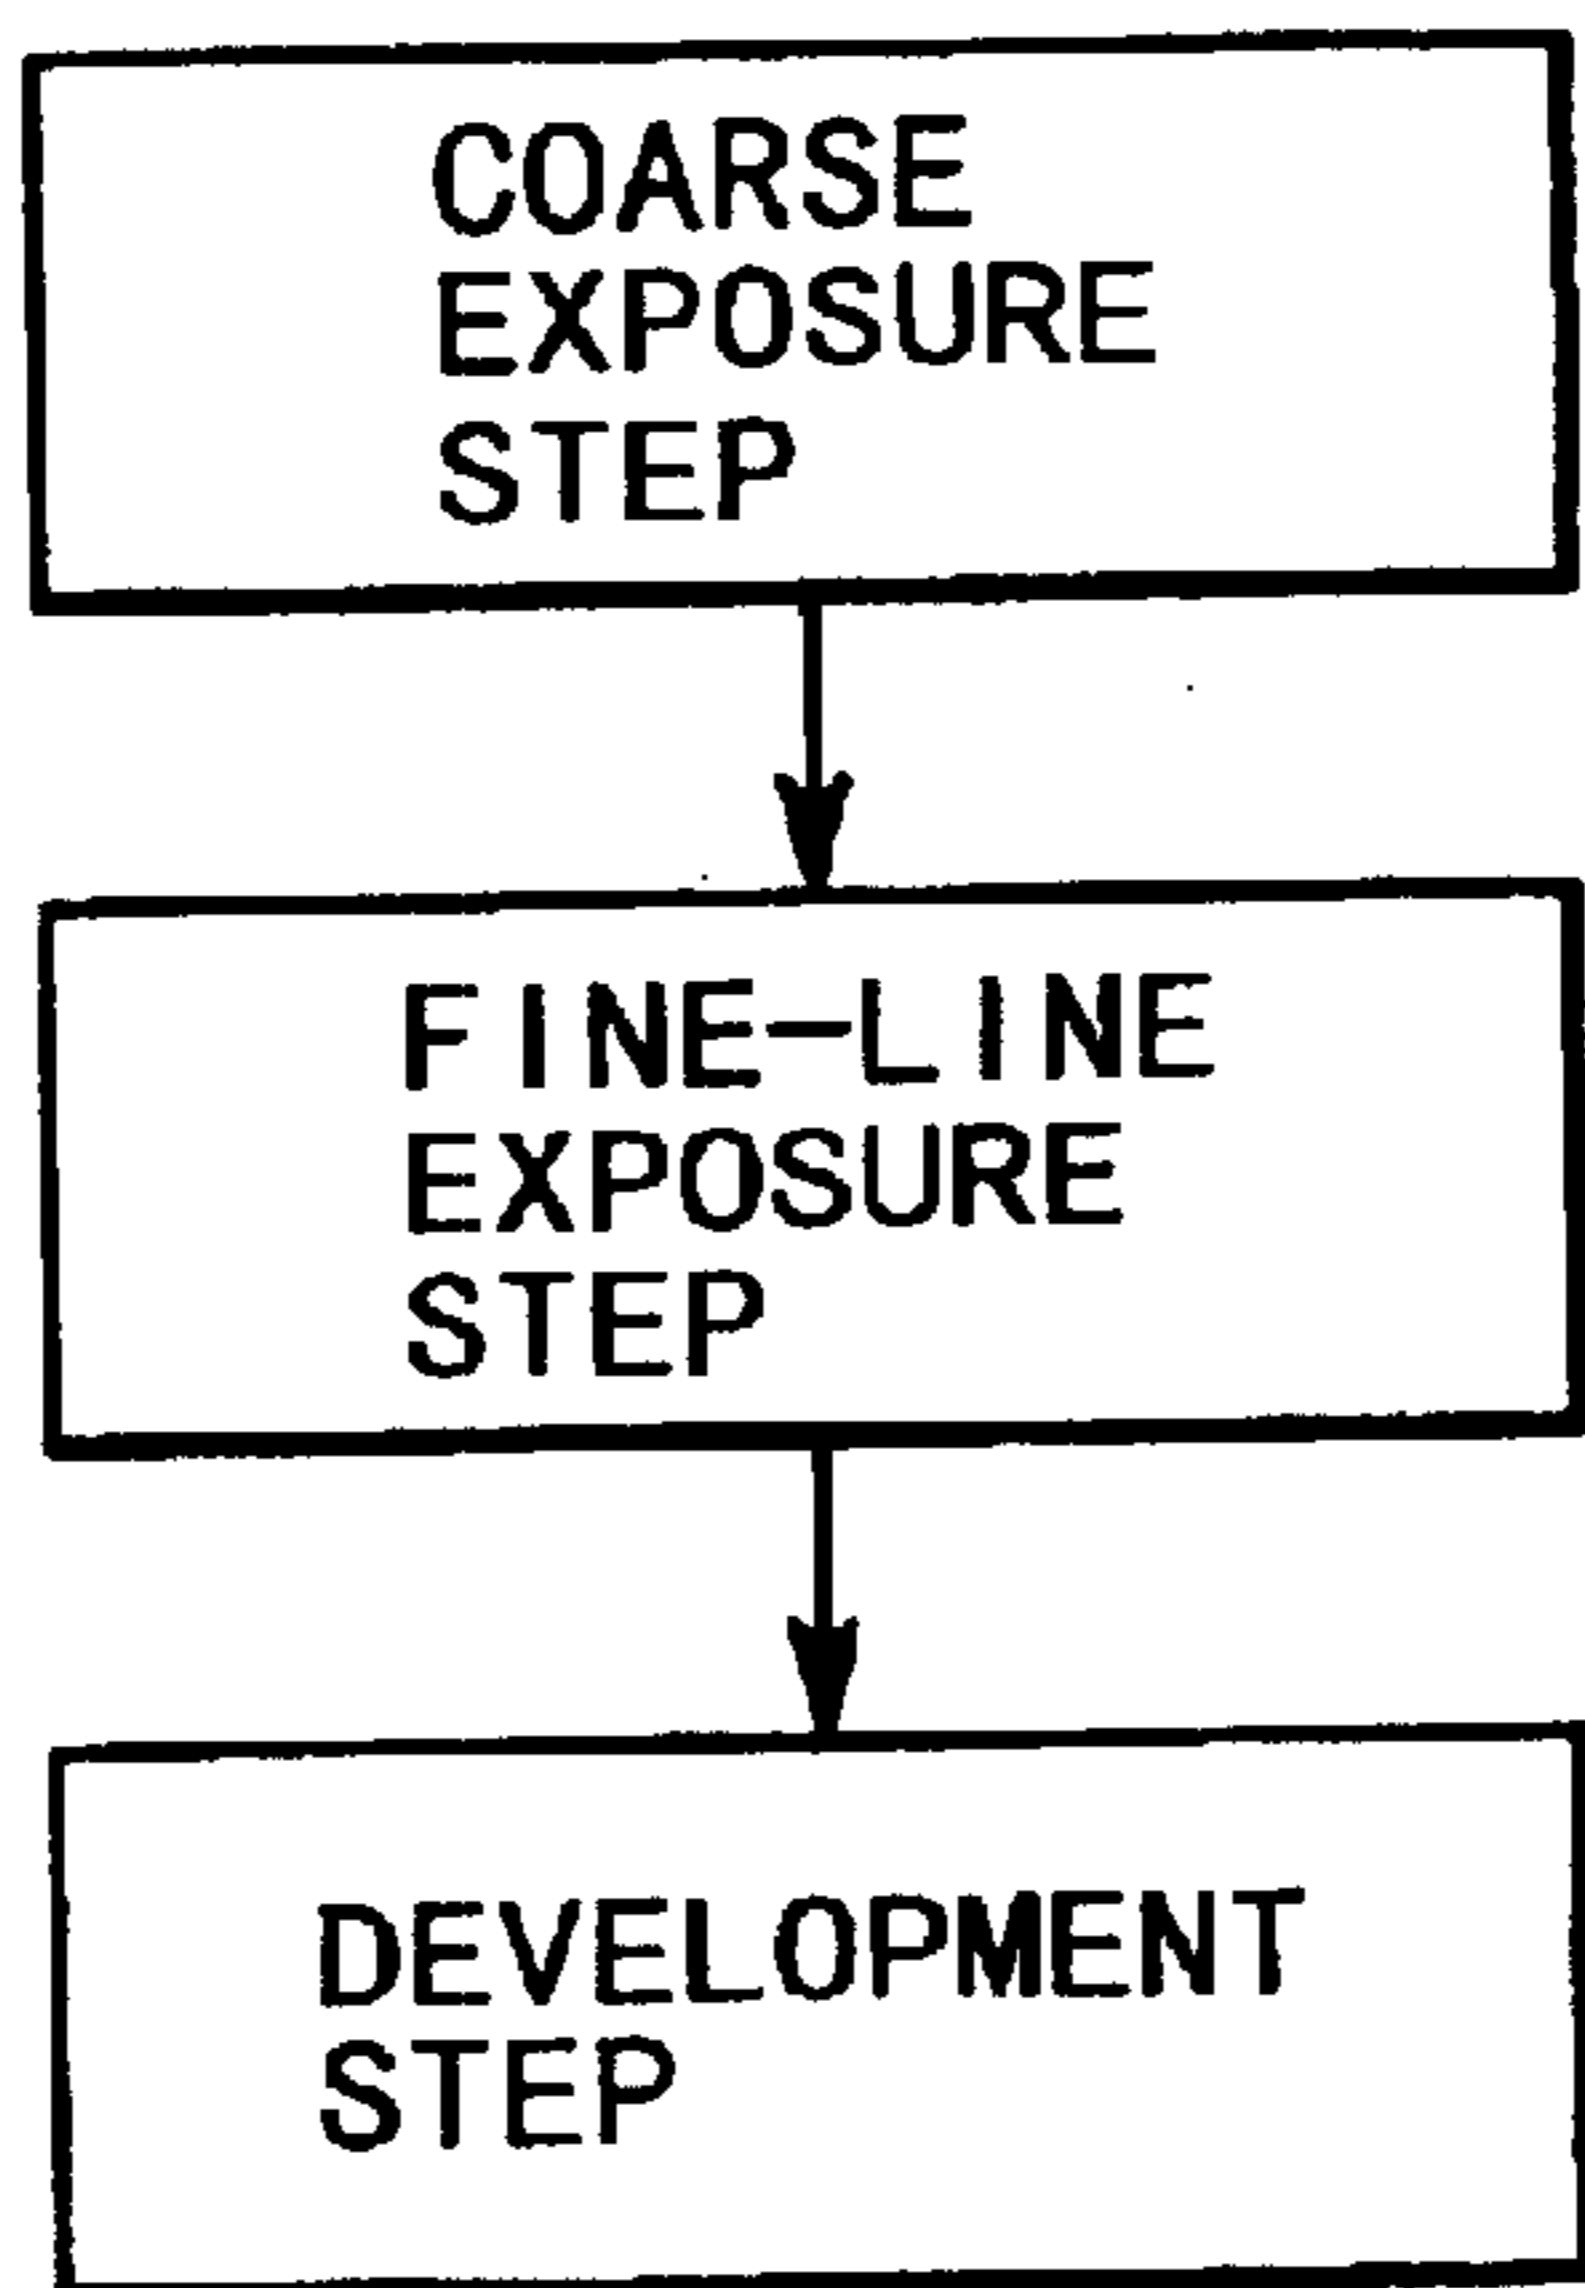 COARSE
EXPOSURE
STEP
FINE-LINE
EXPOSURE
STEP
DEVELOPMENT
STEP